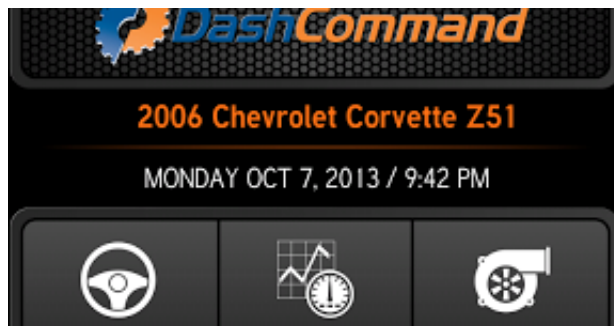 DashCommand
2006 Chevrolet Corvette Z51
MONDAY OCT 7, 2013 / 9:42 PM